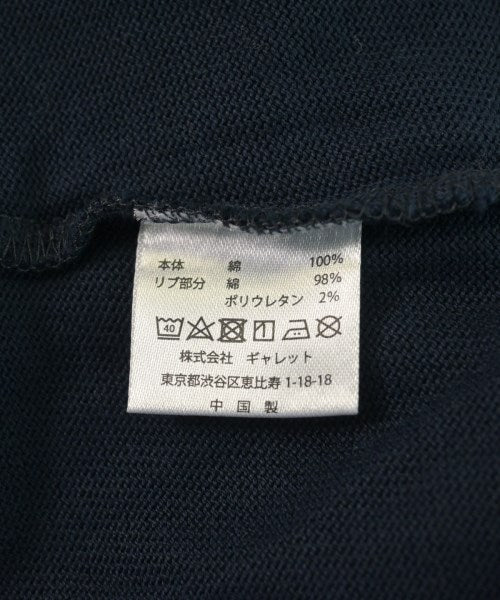 本体 綿 100%
リブ部分 綿 98%
ポリウレタン 2%
40
株式会社 ギャレット
東京都渋谷区恵比寿 1-18-18
中国製